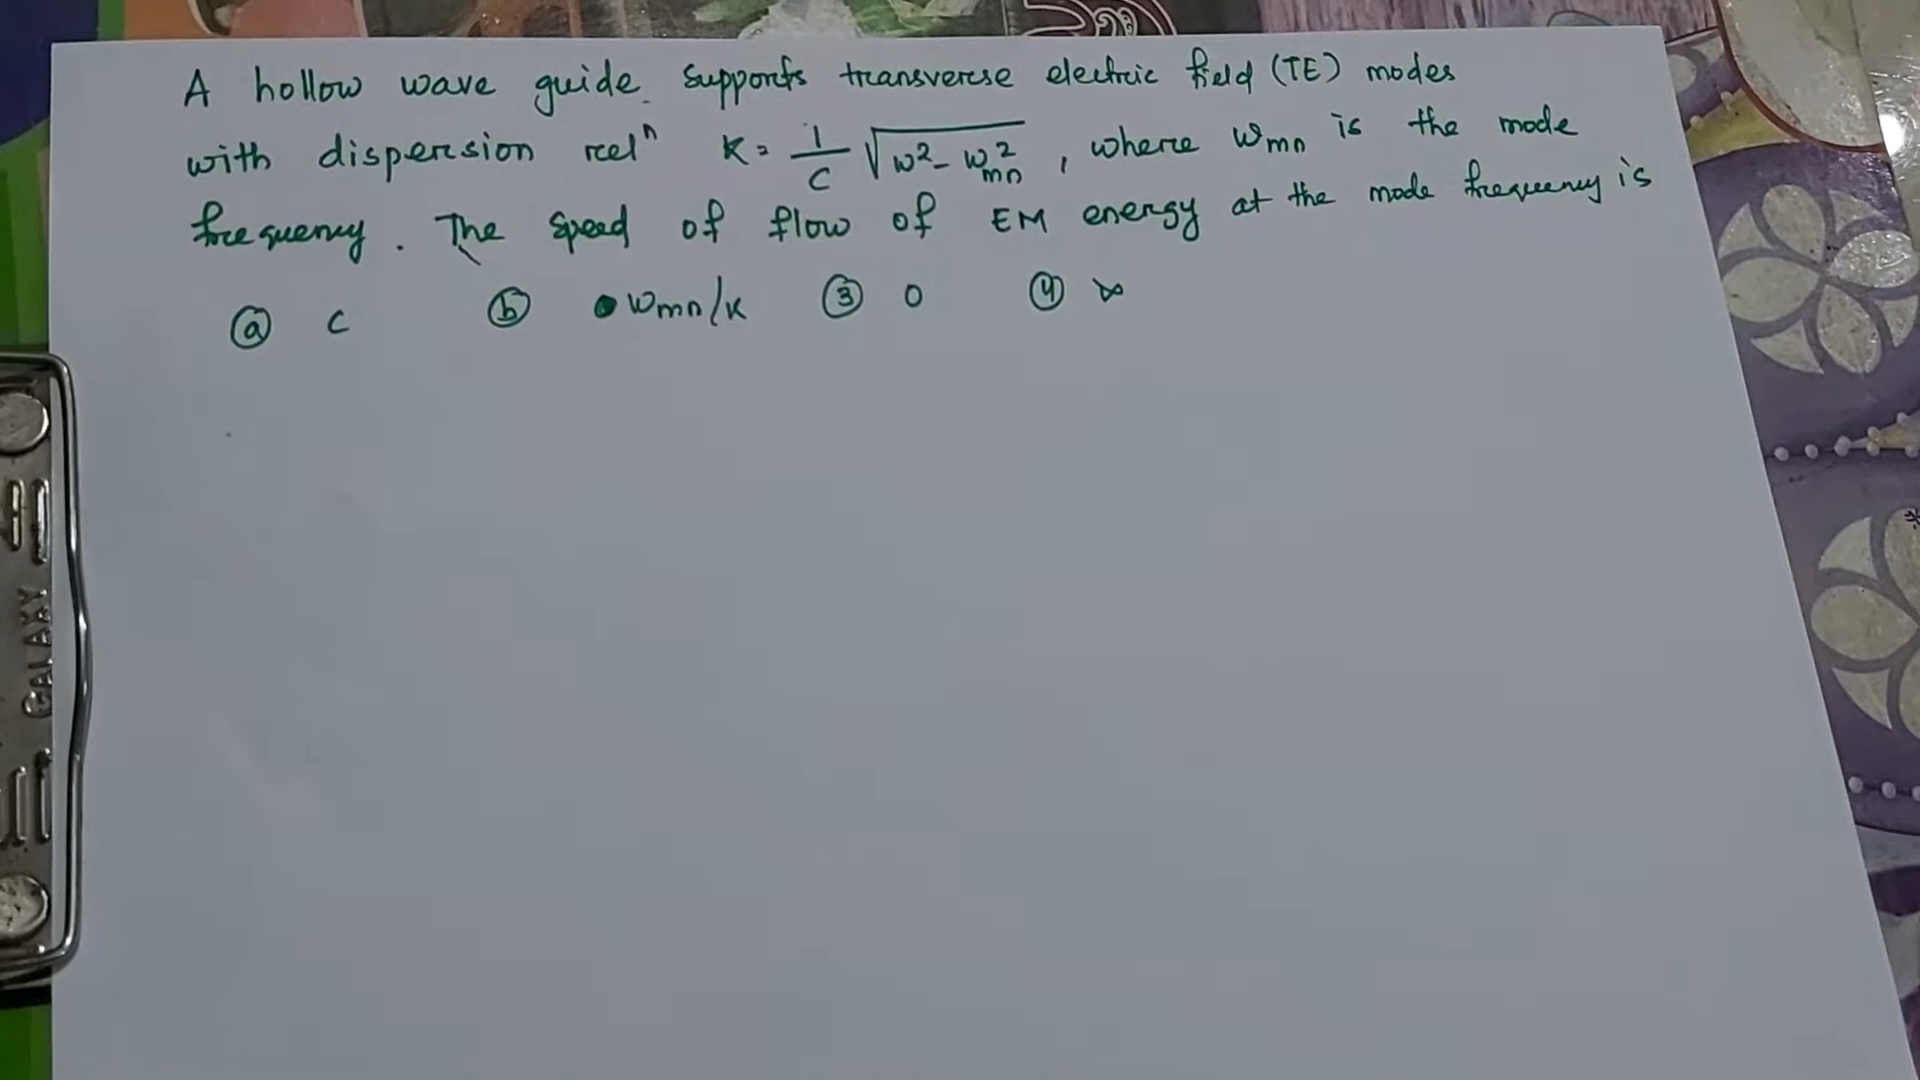 A hollow wave guide supports transverse electric field (TE) modes
with dispersion relⁿ K = 1/C √(ω² - ω²mn), where ωmn is the mode
frequency. The speed of flow of EM energy at the mode frequency is
ⓐ C ⓑ ωmn/K ③ 0 ④ ∞
GALAXY